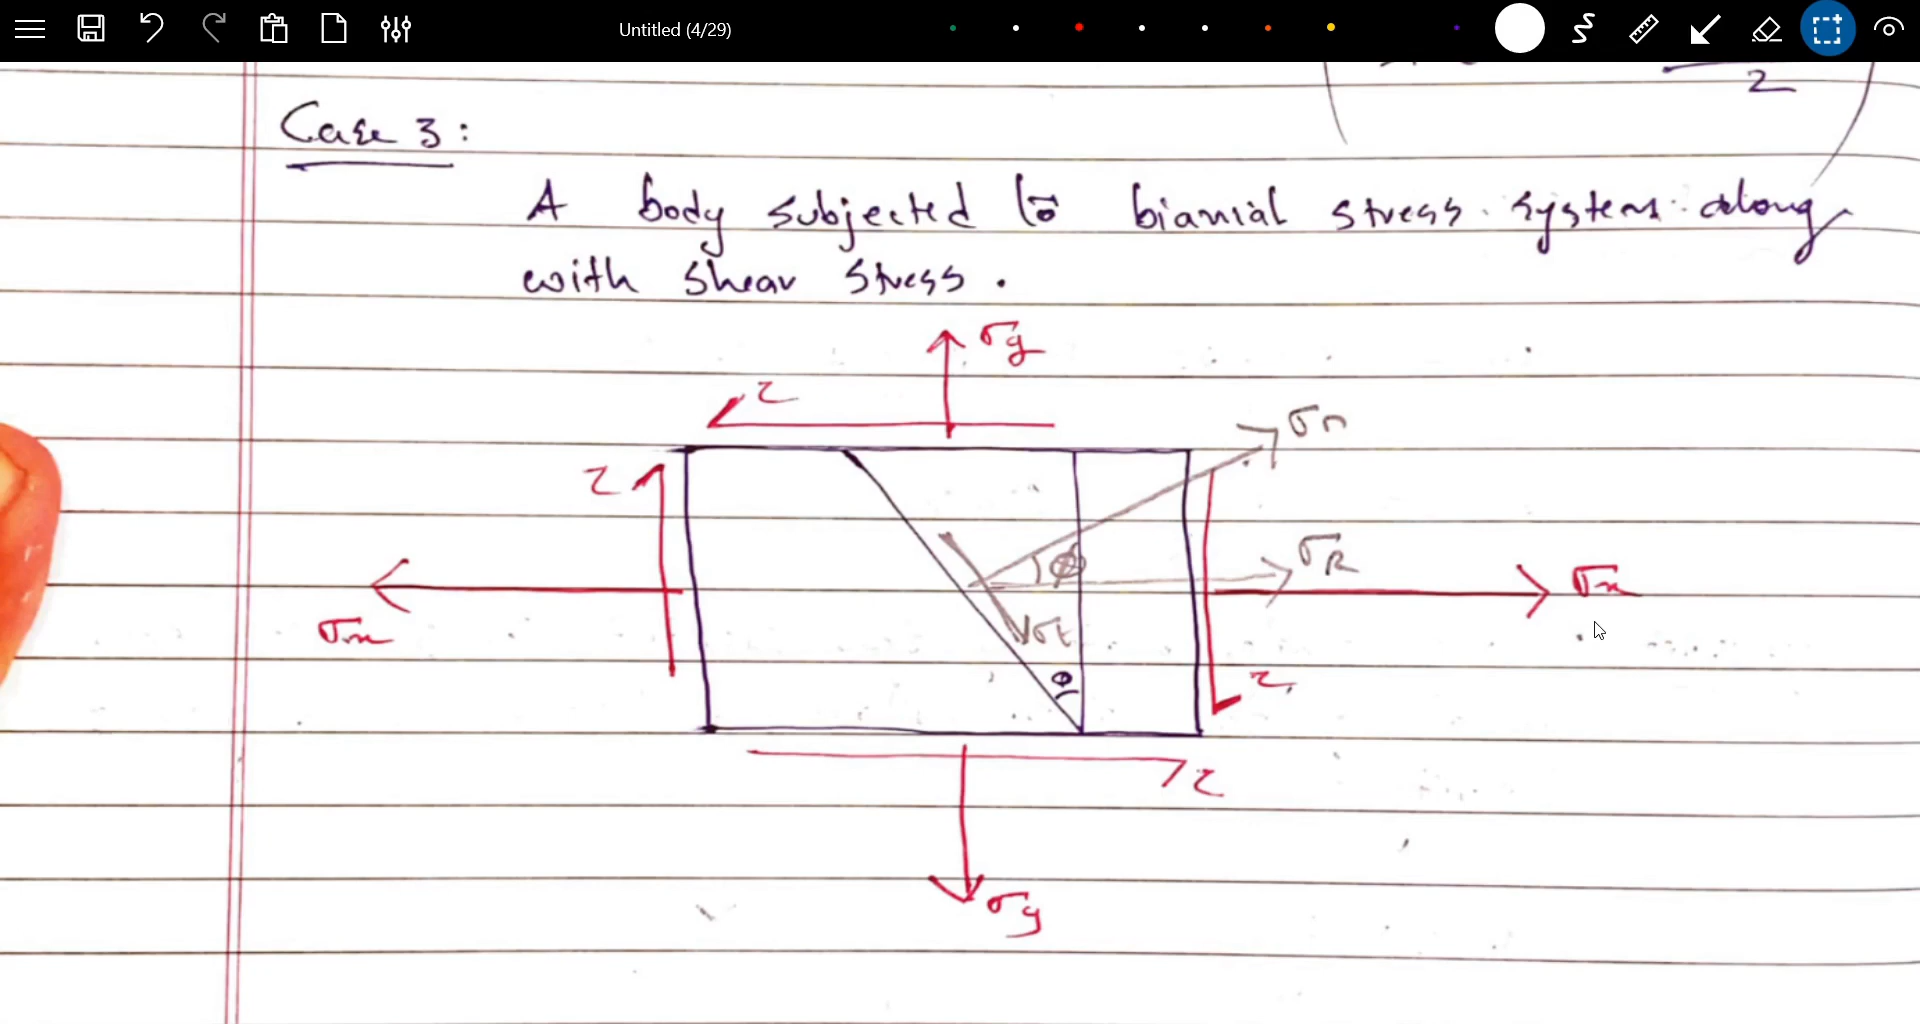 Untitled (4/29)
2
Case 3:
A body subjected to biaxial stress system along
with shear stress.
σy
τ
σn
τ
φ
σR
σx
σx
σt
θ
τ
τ
σy